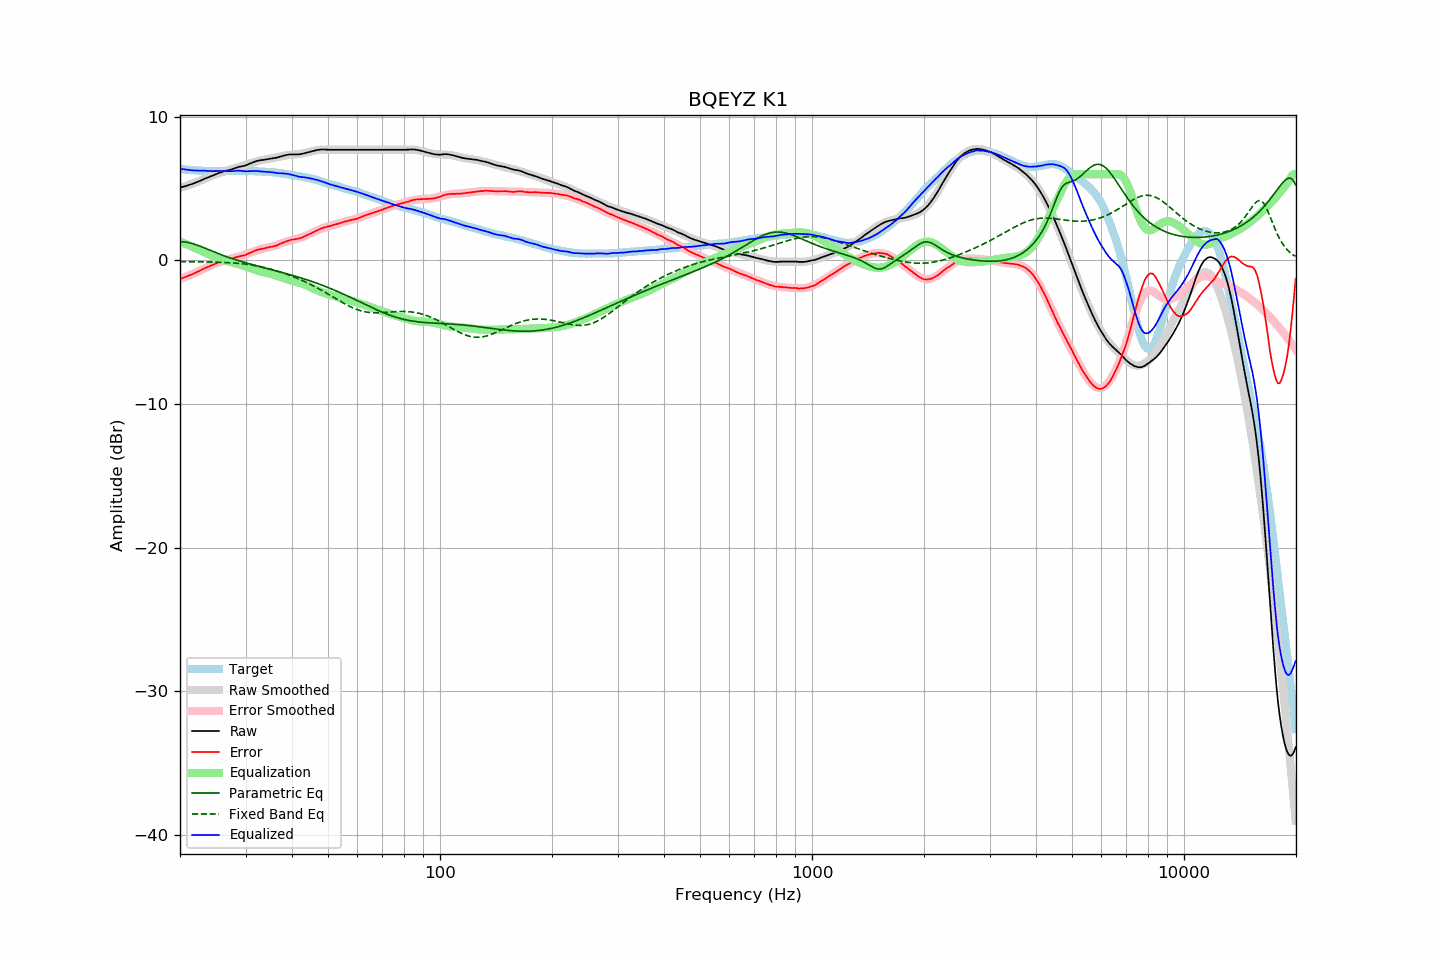 BQEYZ K1
10
0
−10
−20
−30
−40
Amplitude (dBr)
Target
Raw Smoothed
Error Smoothed
Raw
Error
Equalization
Parametric Eq
Fixed Band Eq
Equalized
100
1000
10000
Frequency (Hz)